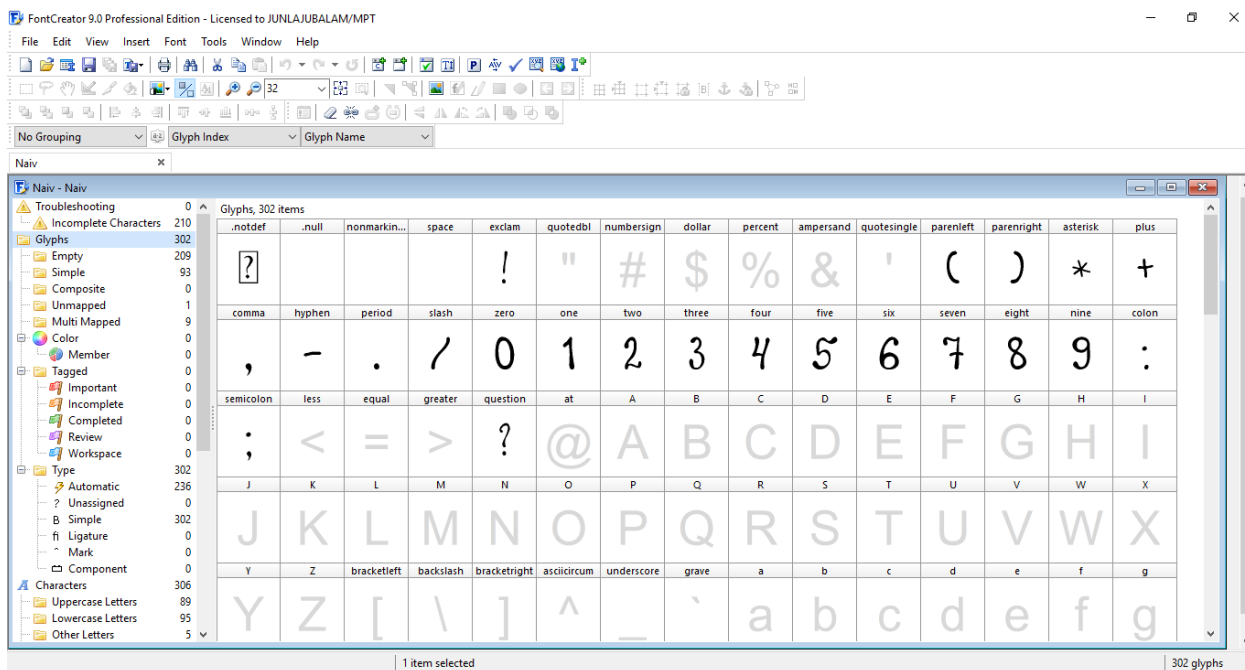 FontCreator 9.0 Professional Edition - Licensed to JUNLAJUBALAM/MPT
File Edit View Insert Font Tools Window Help
32
No Grouping Glyph Index Glyph Name
Naiv
Naiv - Naiv
Troubleshooting 0
Incomplete Characters 210
Glyphs 302
Empty 209
Simple 93
Composite 0
Unmapped 1
Multi Mapped 9
Color 0
Member 0
Tagged 0
Important 0
Incomplete 0
Completed 0
Review 0
Workspace 0
Type 302
Automatic 236
? Unassigned 0
B Simple 302
fi Ligature 0
^ Mark 0
Component 0
A Characters 306
Uppercase Letters 89
Lowercase Letters 95
Other Letters 5
Glyphs, 302 items
.notdef .null nonmarkin... space exclam quotedbl numbersign dollar percent ampersand quotesingle parenleft parenright asterisk plus
? ! " # $ % & ' ( ) * +
comma hyphen period slash zero one two three four five six seven eight nine colon
, - . / 0 1 2 3 4 5 6 7 8 9 :
semicolon less equal greater question at A B C D E F G H I
; < = > ? @ A B C D E F G H I
J K L M N O P Q R S T U V W X
J K L M N O P Q R S T U V W X
Y Z bracketleft backslash bracketright asciicircum underscore grave a b c d e f g
Y Z [ \ ] ^ _ ` a b c d e f g
1 item selected 302 glyphs